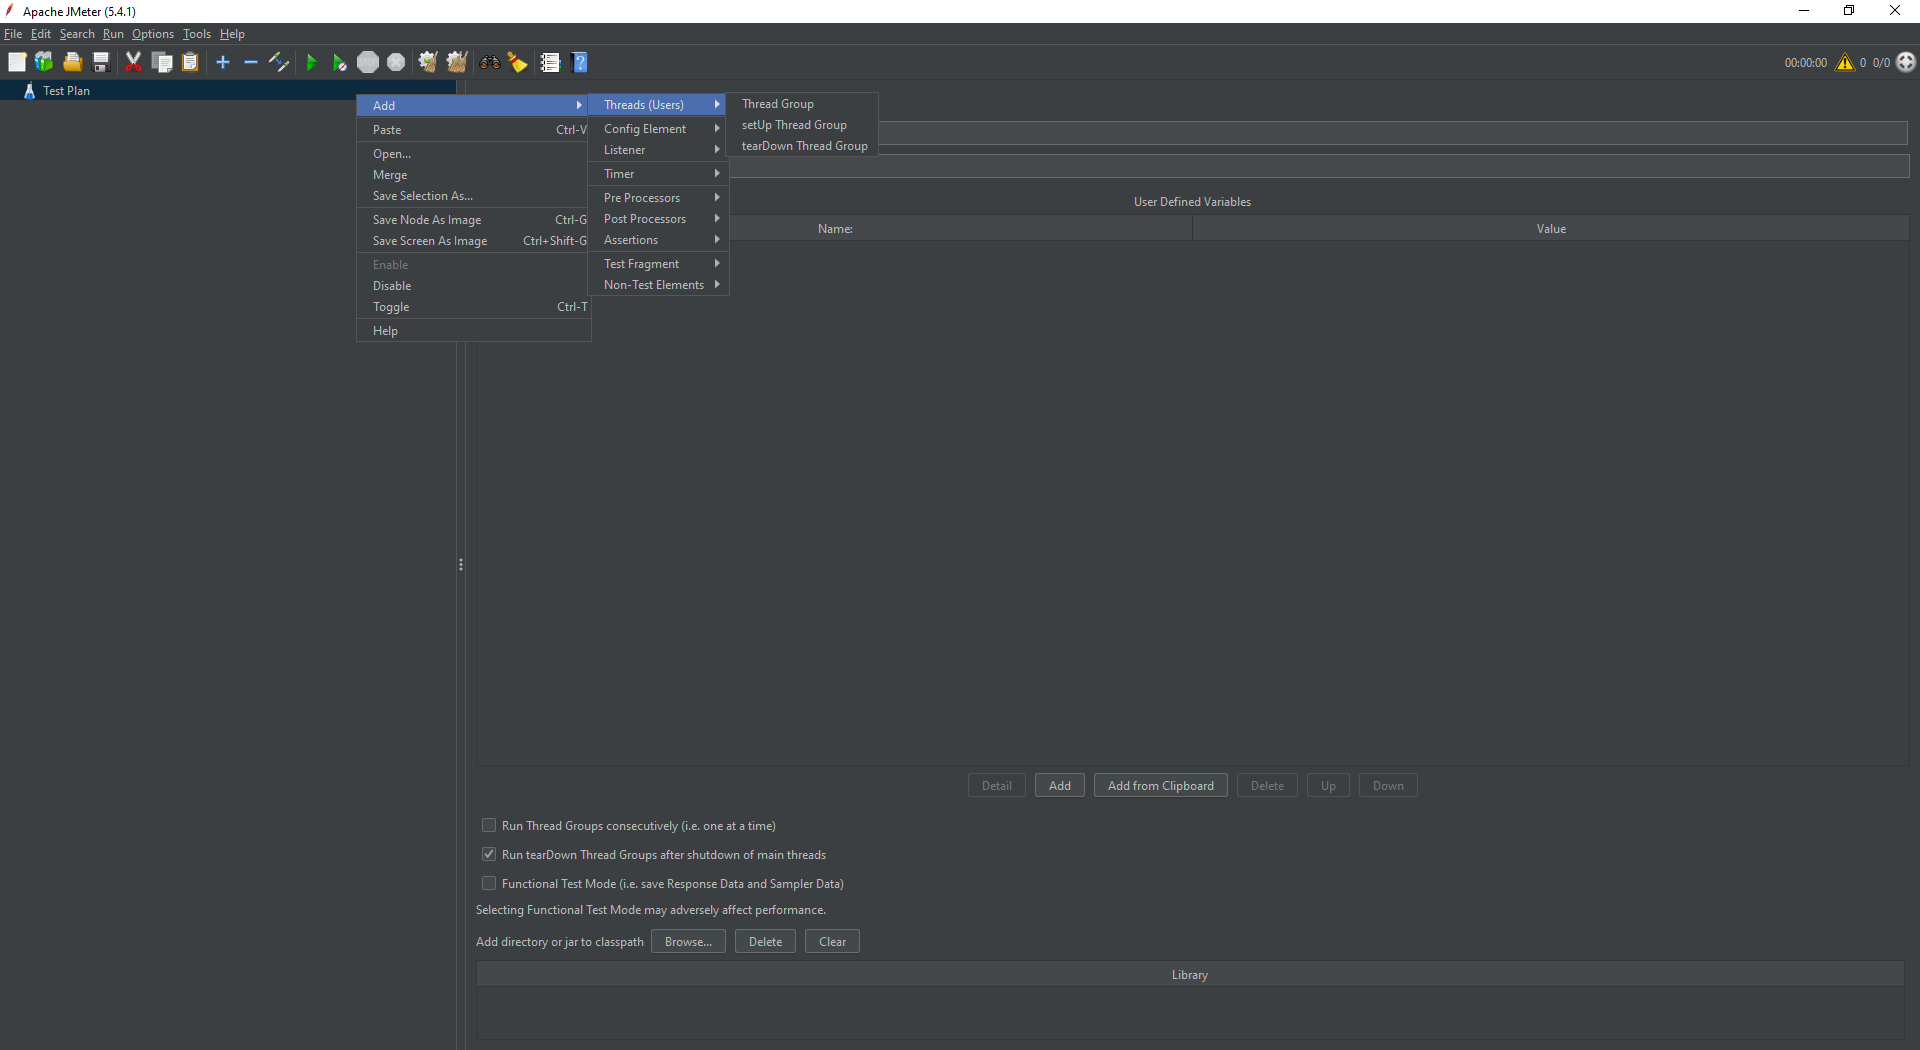 Apache JMeter (5.4.1)
File Edit Search Run Options Tools Help
STOP
00:00:00 0 0/0
Test Plan
Add
Paste Ctrl-V
Open...
Merge
Save Selection As...
Save Node As Image Ctrl-G
Save Screen As Image Ctrl+Shift-G
Enable
Disable
Toggle Ctrl-T
Help
Threads (Users)
Config Element
Listener
Timer
Pre Processors
Post Processors
Assertions
Test Fragment
Non-Test Elements
Thread Group
setUp Thread Group
tearDown Thread Group
User Defined Variables
Name: Value
Detail Add Add from Clipboard Delete Up Down
Run Thread Groups consecutively (i.e. one at a time)
Run tearDown Thread Groups after shutdown of main threads
Functional Test Mode (i.e. save Response Data and Sampler Data)
Selecting Functional Test Mode may adversely affect performance.
Add directory or jar to classpath Browse... Delete Clear
Library